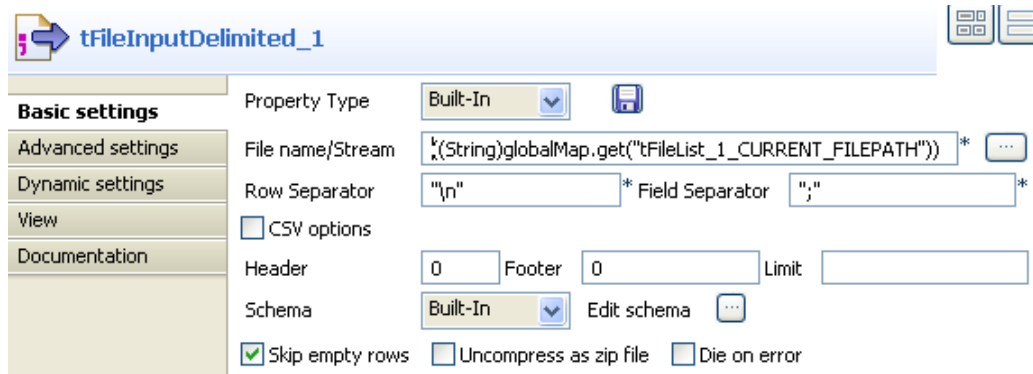 tFileInputDelimited_1
Basic settings
Advanced settings
Dynamic settings
View
Documentation
Property Type Built-In
File name/Stream (String)globalMap.get("tFileList_1_CURRENT_FILEPATH")) * ...
Row Separator "\n" * Field Separator ";" *
CSV options
Header 0 Footer 0 Limit
Schema Built-In Edit schema ...
Skip empty rows Uncompress as zip file Die on error